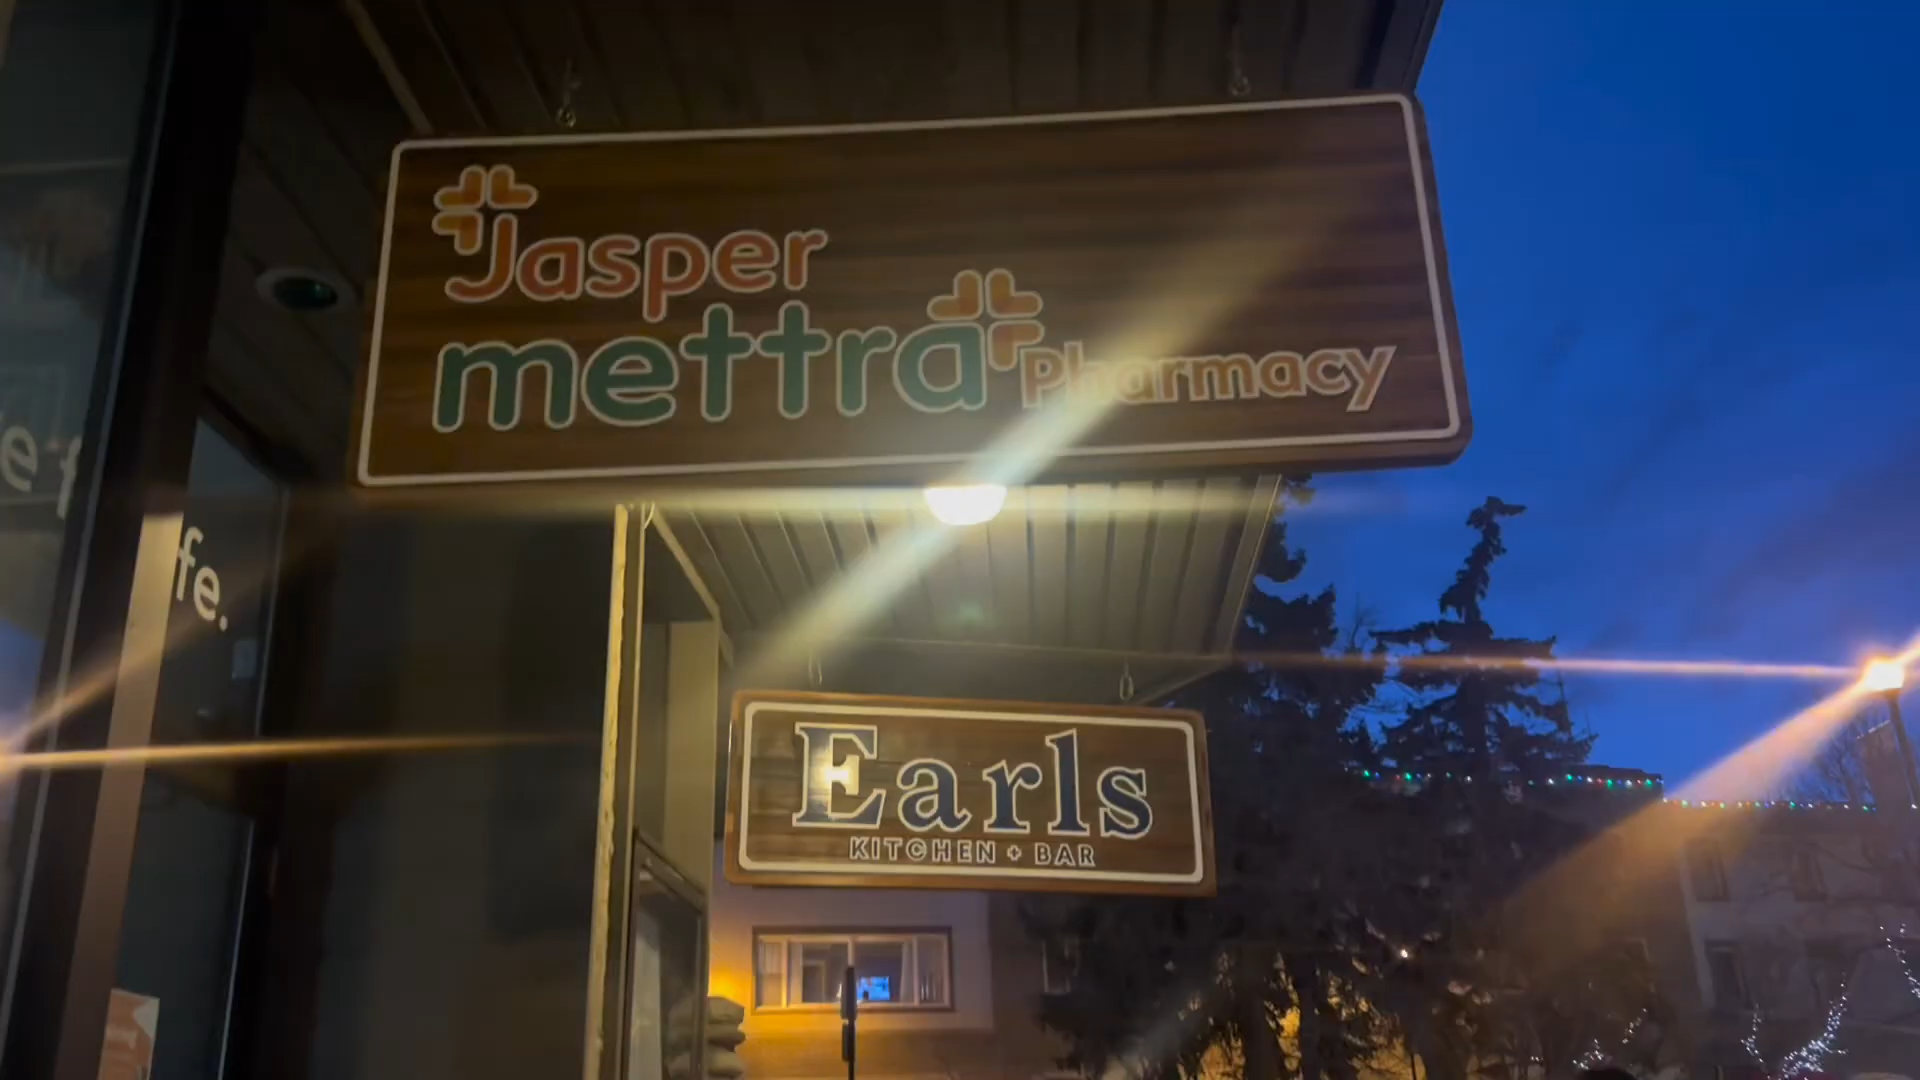 Jasper
mettra Pharmacy
fe.
Earls
KITCHEN + BAR